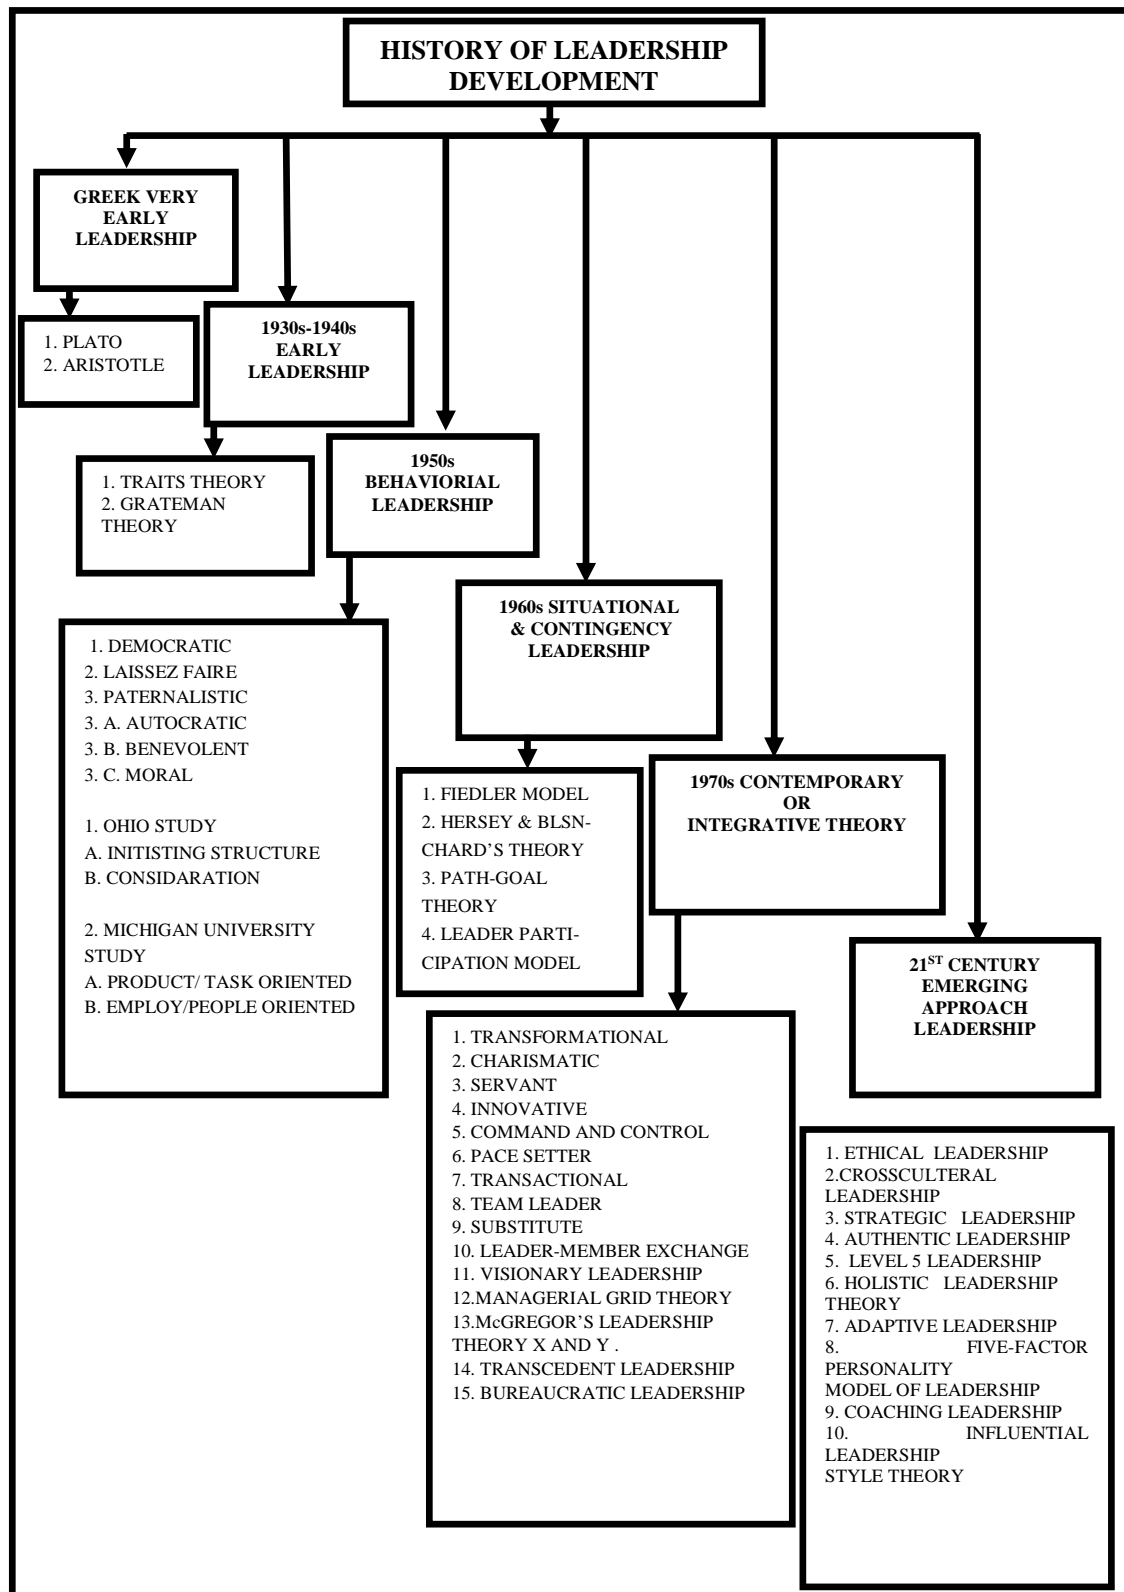 HISTORY OF LEADERSHIP
DEVELOPMENT
GREEK VERY
EARLY
LEADERSHIP
1. PLATO
2. ARISTOTLE
1930s-1940s
EARLY
LEADERSHIP
1. TRAITS THEORY
2. GRATEMAN
THEORY
1950s
BEHAVIORIAL
LEADERSHIP
1. DEMOCRATIC
2. LAISSEZ FAIRE
3. PATERNALISTIC
3. A. AUTOCRATIC
3. B. BENEVOLENT
3. C. MORAL
1. OHIO STUDY
A. INITISTING STRUCTURE
B. CONSIDARATION
2. MICHIGAN UNIVERSITY
STUDY
A. PRODUCT/ TASK ORIENTED
B. EMPLOY/PEOPLE ORIENTED
1960s SITUATIONAL
& CONTINGENCY
LEADERSHIP
1. FIEDLER MODEL
2. HERSEY & BLSN-
CHARD’S THEORY
3. PATH-GOAL
THEORY
4. LEADER PARTI-
CIPATION MODEL
1970s CONTEMPORARY
OR
INTEGRATIVE THEORY
1. TRANSFORMATIONAL
2. CHARISMATIC
3. SERVANT
4. INNOVATIVE
5. COMMAND AND CONTROL
6. PACE SETTER
7. TRANSACTIONAL
8. TEAM LEADER
9. SUBSTITUTE
10. LEADER-MEMBER EXCHANGE
11. VISIONARY LEADERSHIP
12.MANAGERIAL GRID THEORY
13.McGREGOR’S LEADERSHIP
THEORY X AND Y .
14. TRANSCEDENT LEADERSHIP
15. BUREAUCRATIC LEADERSHIP
21ST CENTURY
EMERGING
APPROACH
LEADERSHIP
1. ETHICAL LEADERSHIP
2.CROSSCULTERAL
LEADERSHIP
3. STRATEGIC LEADERSHIP
4. AUTHENTIC LEADERSHIP
5. LEVEL 5 LEADERSHIP
6. HOLISTIC LEADERSHIP
THEORY
7. ADAPTIVE LEADERSHIP
8. FIVE-FACTOR
PERSONALITY
MODEL OF LEADERSHIP
9. COACHING LEADERSHIP
10. INFLUENTIAL
LEADERSHIP
STYLE THEORY